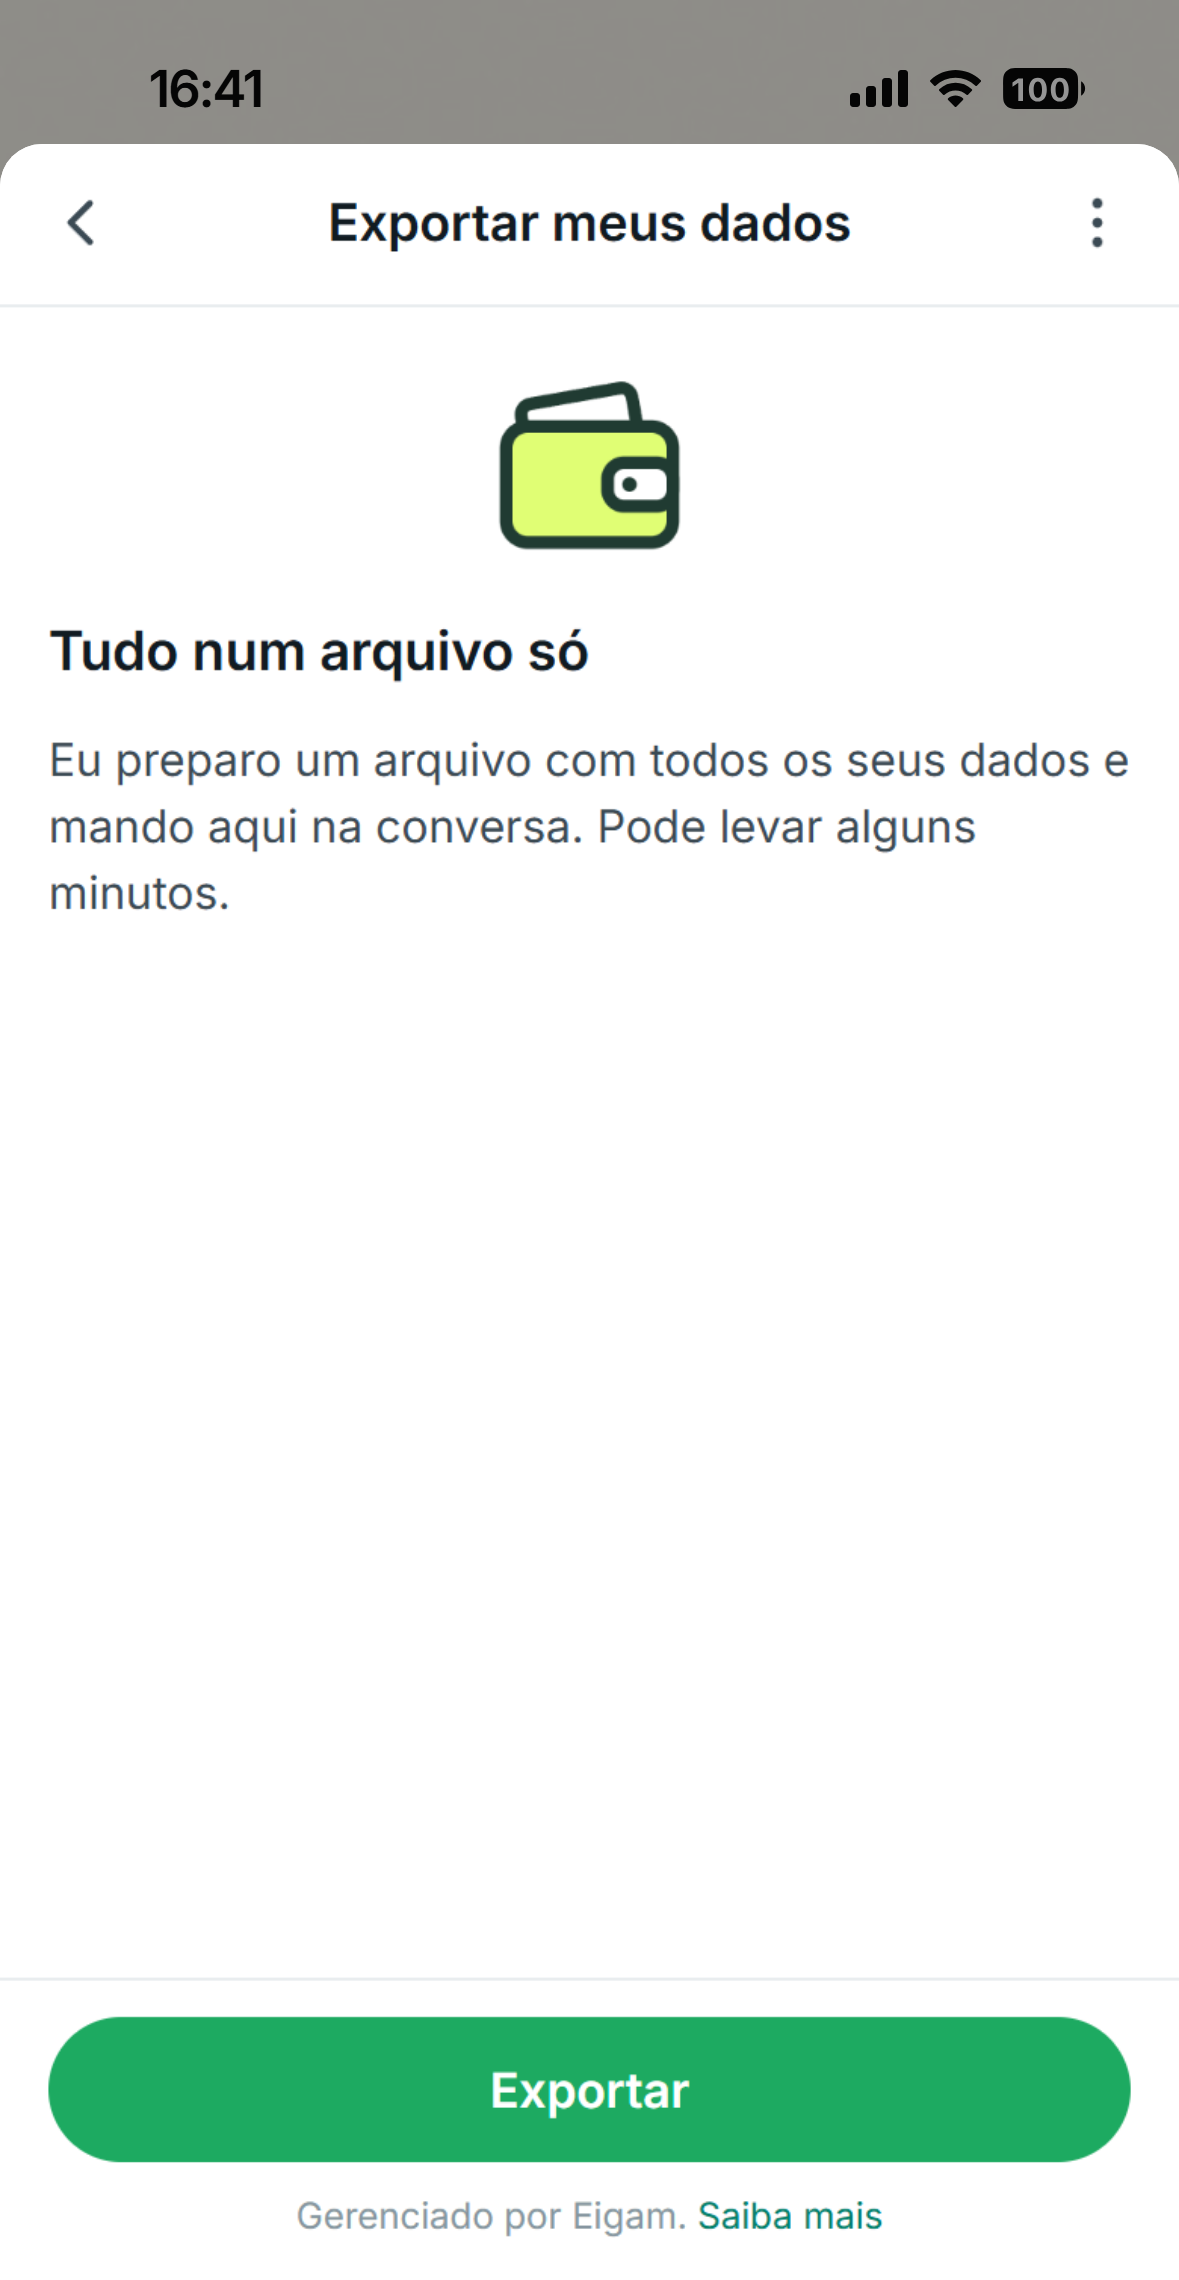 16:41
100
Exportar meus dados
Tudo num arquivo só
Eu preparo um arquivo com todos os seus dados e
mando aqui na conversa. Pode levar alguns
minutos.
Exportar
Gerenciado por Eigam. Saiba mais